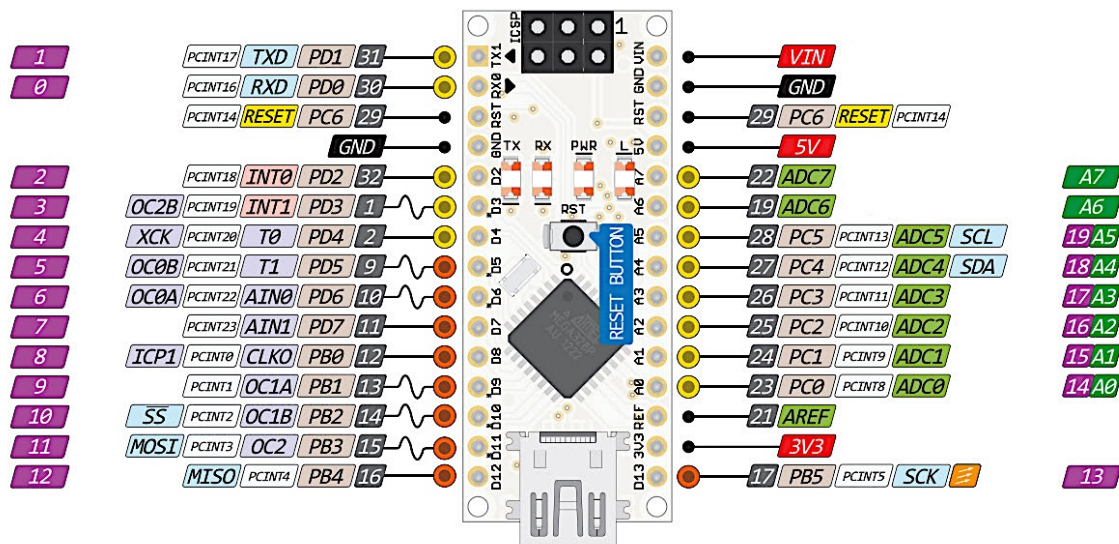 ICSP 1
1 PCINT17 TXD PD1 31 TX1 VIN VIN
0 PCINT16 RXD PD0 30 RX0 GND GND
PCINT14 RESET PC6 29 RST RST 29 PC6 RESET PCINT14
GND GND 5V 5V
TX RX PWR L
2 PCINT18 INT0 PD2 32 D2 A7 22 ADC7 A7
3 OC2B PCINT19 INT1 PD3 1 D3 A6 19 ADC6 A6
RST
4 XCK PCINT20 T0 PD4 2 D4 A5 28 PC5 PCINT13 ADC5 SCL 19 A5
5 OC0B PCINT21 T1 PD5 9 D5 A4 27 PC4 PCINT12 ADC4 SDA 18 A4
RESET BUTTON
6 OC0A PCINT22 AIN0 PD6 10 D6 A3 26 PC3 PCINT11 ADC3 17 A3
7 PCINT23 AIN1 PD7 11 D7 A2 25 PC2 PCINT10 ADC2 16 A2
8 ICP1 PCINT0 CLKO PB0 12 D8 A1 24 PC1 PCINT9 ADC1 15 A1
9 PCINT1 OC1A PB1 13 D9 A0 23 PC0 PCINT8 ADC0 14 A0
10 SS PCINT2 OC1B PB2 14 D10 REF 21 AREF
11 MOSI PCINT3 OC2 PB3 15 D11 3V3 3V3
12 MISO PCINT4 PB4 16 D12 D13 17 PB5 PCINT5 SCK 13